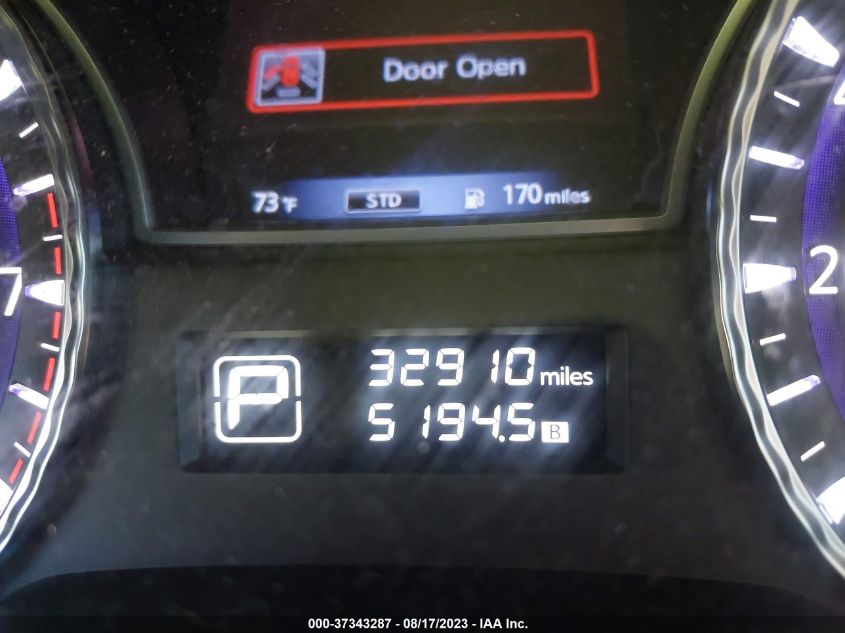 Door Open
73°F STD 170 miles
7
2
P
32910 miles
5194.5 B
000-37343287 - 08/17/2023 - IAA Inc.